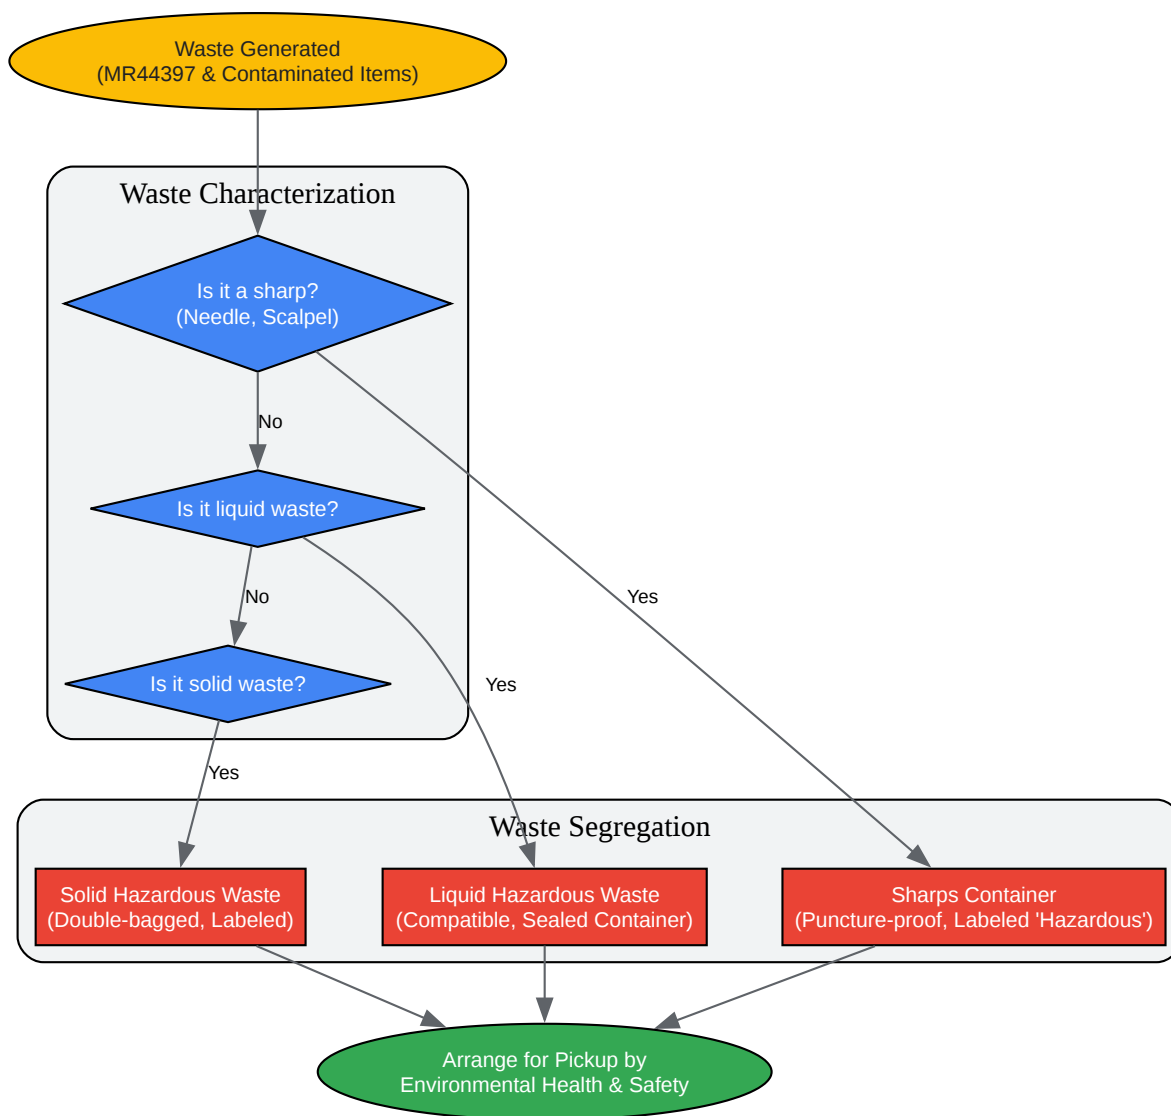 Waste Generated
(MR44397 & Contaminated Items)
Waste Characterization
Is it a sharp?
(Needle, Scalpel)
No
Is it liquid waste?
No
Yes
Is it solid waste?
Yes
Yes
Waste Segregation
Solid Hazardous Waste
(Double-bagged, Labeled)
Liquid Hazardous Waste
(Compatible, Sealed Container)
Sharps Container
(Puncture-proof, Labeled 'Hazardous')
Arrange for Pickup by
Environmental Health & Safety